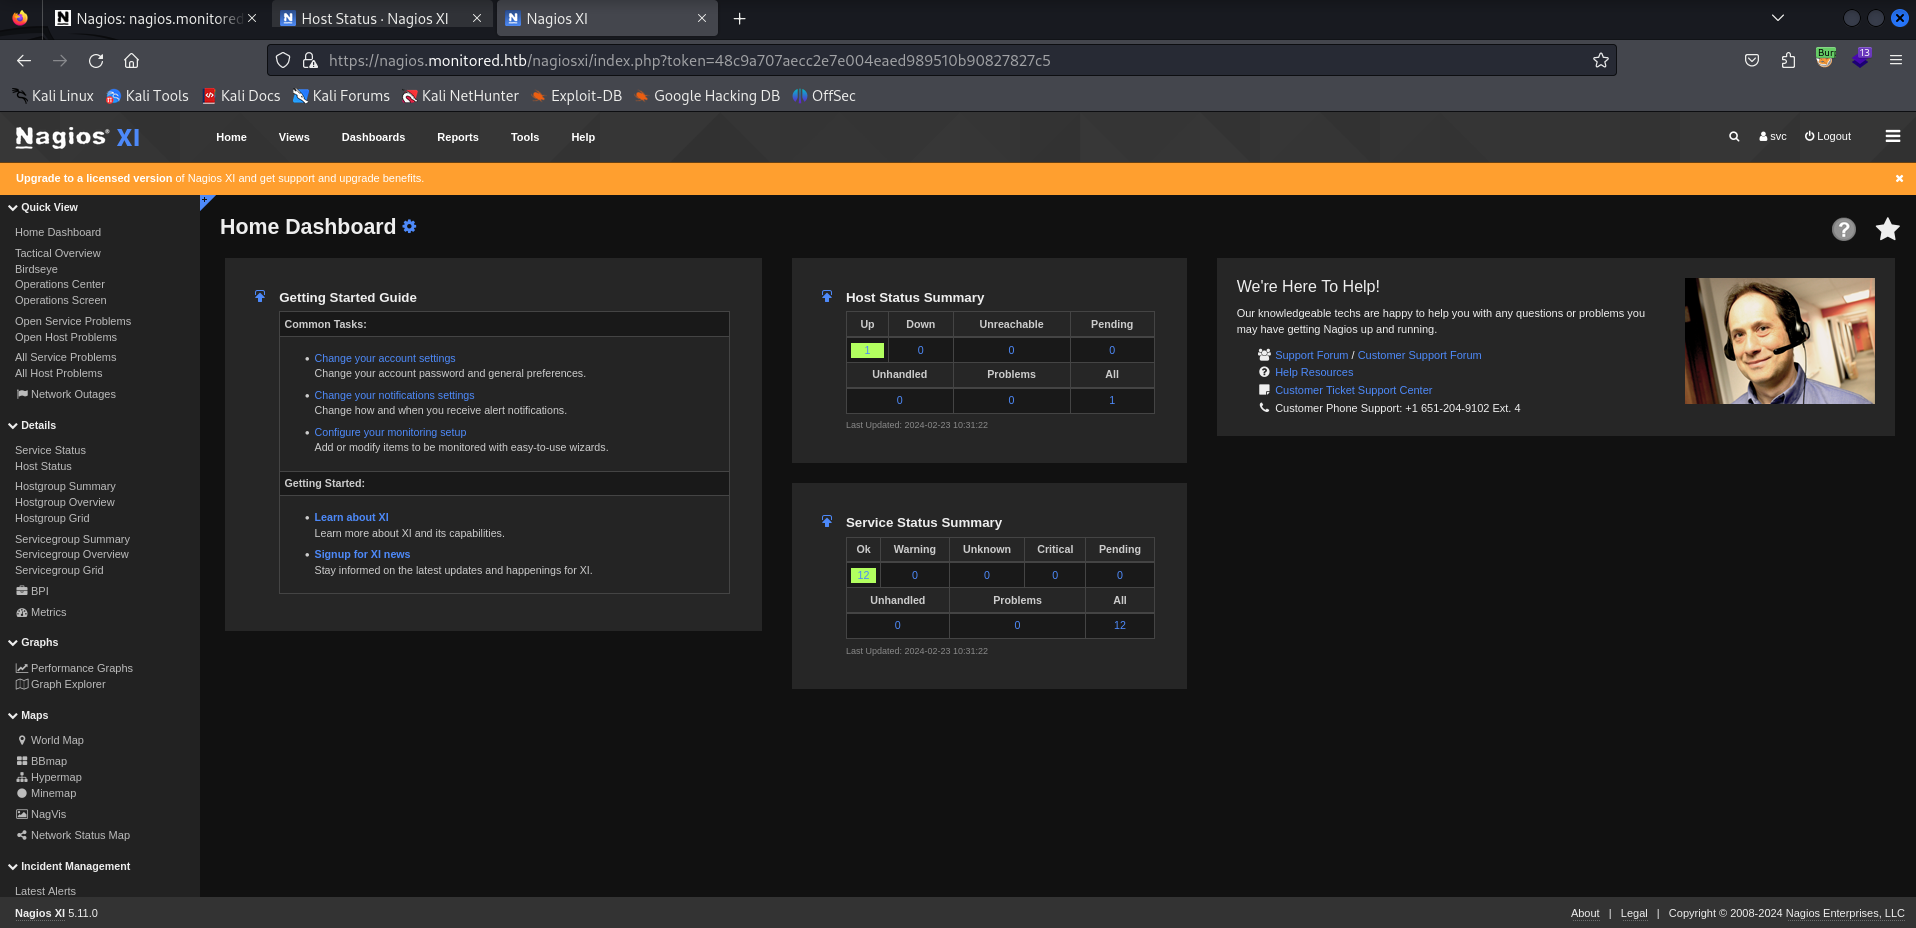 Nagios: nagios.monitored
Host Status · Nagios XI
Nagios XI
https://nagios.monitored.htb/nagiosxi/index.php?token=48c9a707aecc2e7e004eaed989510b90827827c5
Bur
13
Kali Linux Kali Tools Kali Docs Kali Forums Kali NetHunter Exploit-DB Google Hacking DB OffSec
Nagios® XI
Home Views Dashboards Reports Tools Help
svc Logout
Upgrade to a licensed version of Nagios XI and get support and upgrade benefits.
Quick View
Home Dashboard
Tactical Overview
Birdseye
Operations Center
Operations Screen
Open Service Problems
Open Host Problems
All Service Problems
All Host Problems
Network Outages
Details
Service Status
Host Status
Hostgroup Summary
Hostgroup Overview
Hostgroup Grid
Servicegroup Summary
Servicegroup Overview
Servicegroup Grid
BPI
Metrics
Graphs
Performance Graphs
Graph Explorer
Maps
World Map
BBmap
Hypermap
Minemap
NagVis
Network Status Map
Incident Management
Latest Alerts
Home Dashboard
Getting Started Guide
Common Tasks:
• Change your account settings
Change your account password and general preferences.
• Change your notifications settings
Change how and when you receive alert notifications.
• Configure your monitoring setup
Add or modify items to be monitored with easy-to-use wizards.
Getting Started:
• Learn about XI
Learn more about XI and its capabilities.
• Signup for XI news
Stay informed on the latest updates and happenings for XI.
Host Status Summary
Up Down Unreachable Pending
1 0 0 0
Unhandled Problems All
0 0 1
Last Updated: 2024-02-23 10:31:22
Service Status Summary
Ok Warning Unknown Critical Pending
12 0 0 0 0
Unhandled Problems All
0 0 12
Last Updated: 2024-02-23 10:31:22
We're Here To Help!
Our knowledgeable techs are happy to help you with any questions or problems you
may have getting Nagios up and running.
Support Forum / Customer Support Forum
Help Resources
Customer Ticket Support Center
Customer Phone Support: +1 651-204-9102 Ext. 4
Nagios XI 5.11.0
About | Legal | Copyright © 2008-2024 Nagios Enterprises, LLC